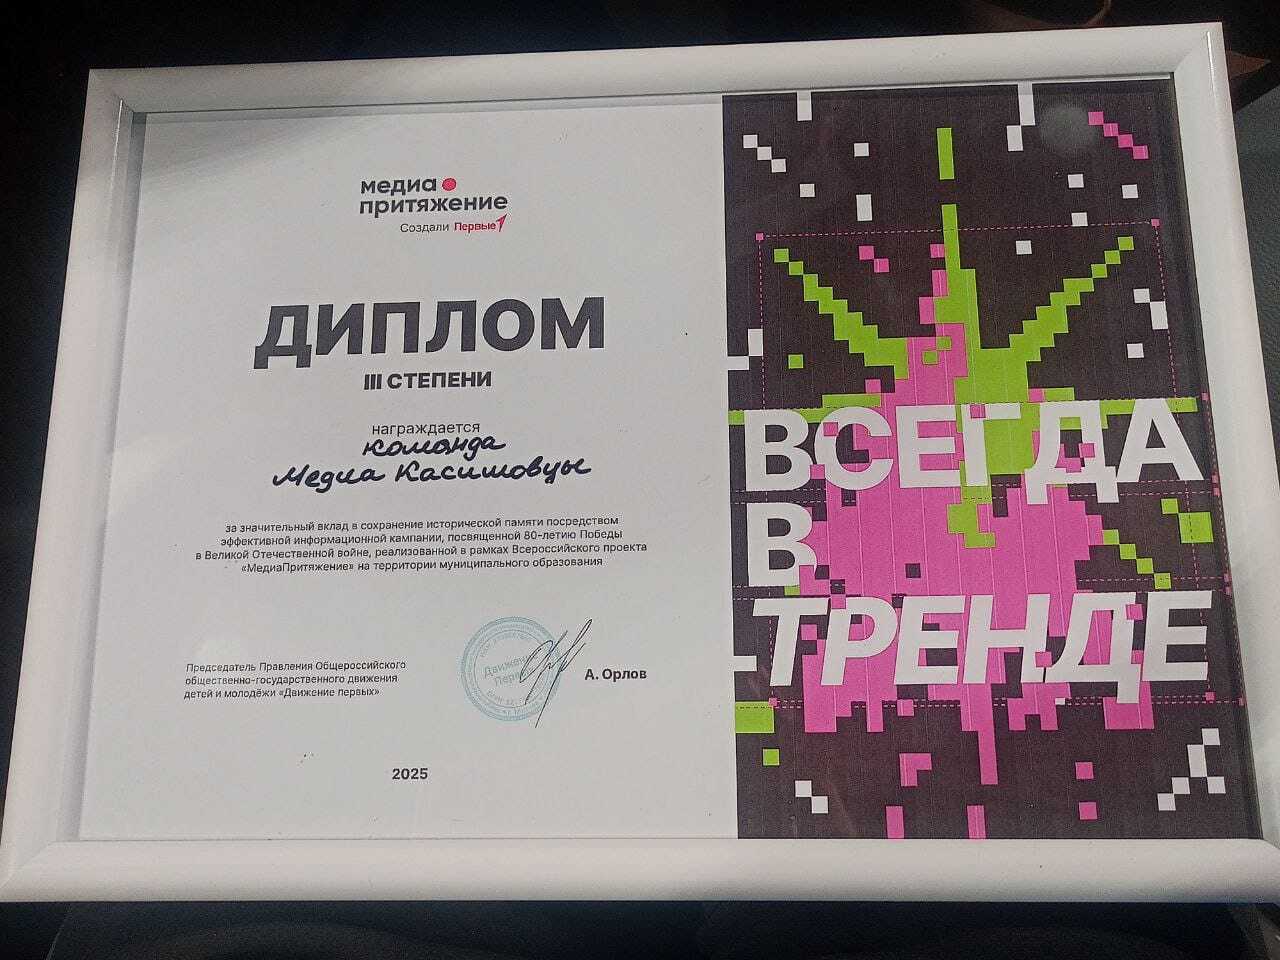 медиа
притяжение
Создали Первые
ДИПЛОМ
III СТЕПЕНИ
награждается
команда
Медиа Касимовцы
за значительный вклад в сохранение исторической памяти посредством
эффективной информационной кампании, посвященной 80-летию Победы
в Великой Отечественной войне, реализованной в рамках Всероссийского проекта
«МедиаПритяжение» на территории муниципального образования
Председатель Правления Общероссийского
общественно-государственного движения
детей и молодёжи «Движение первых»
Движение
А. Орлов
2025
ВСЕГДА
В
ТРЕНДЕ